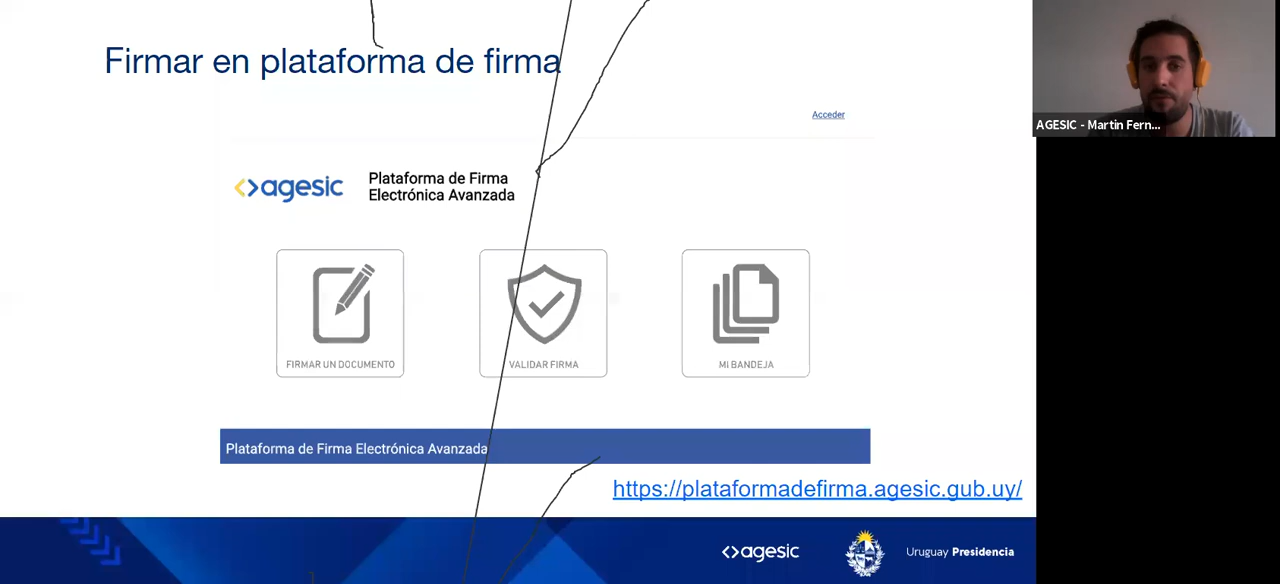 Firmar en plataforma de firma
Acceder
agesic
Plataforma de Firma
Electrónica Avanzada
FIRMAR UN DOCUMENTO
VALIDAR FIRMA
MI BANDEJA
Plataforma de Firma Electrónica Avanzada
https://plataformadefirma.agesic.gub.uy/
agesic
Uruguay Presidencia
AGESIC - Martin Fern...